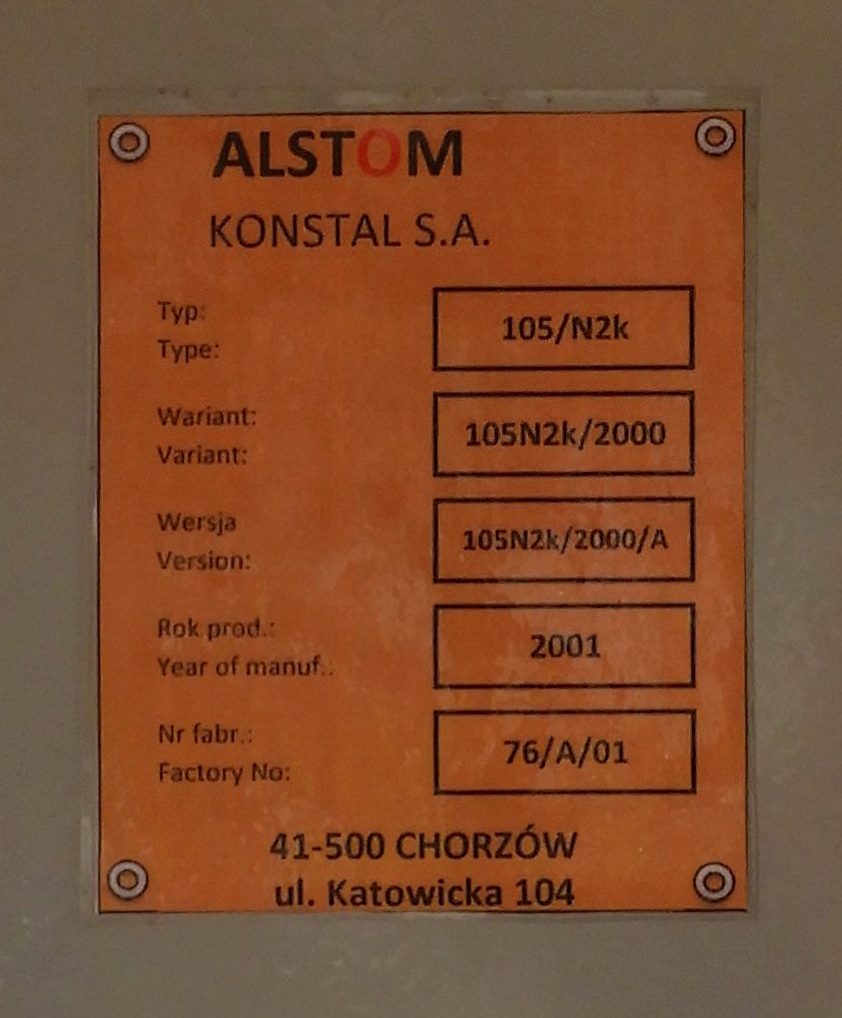 ALSTOM
KONSTAL S.A.
Typ:
Type:
105/N2k
Wariant:
Variant:
105N2k/2000
Wersja
Version:
105N2k/2000/A
Rok prod.:
Year of manuf..
2001
Nr fabr.:
Factory No:
76/A/01
41-500 CHORZÓW
ul. Katowicka 104